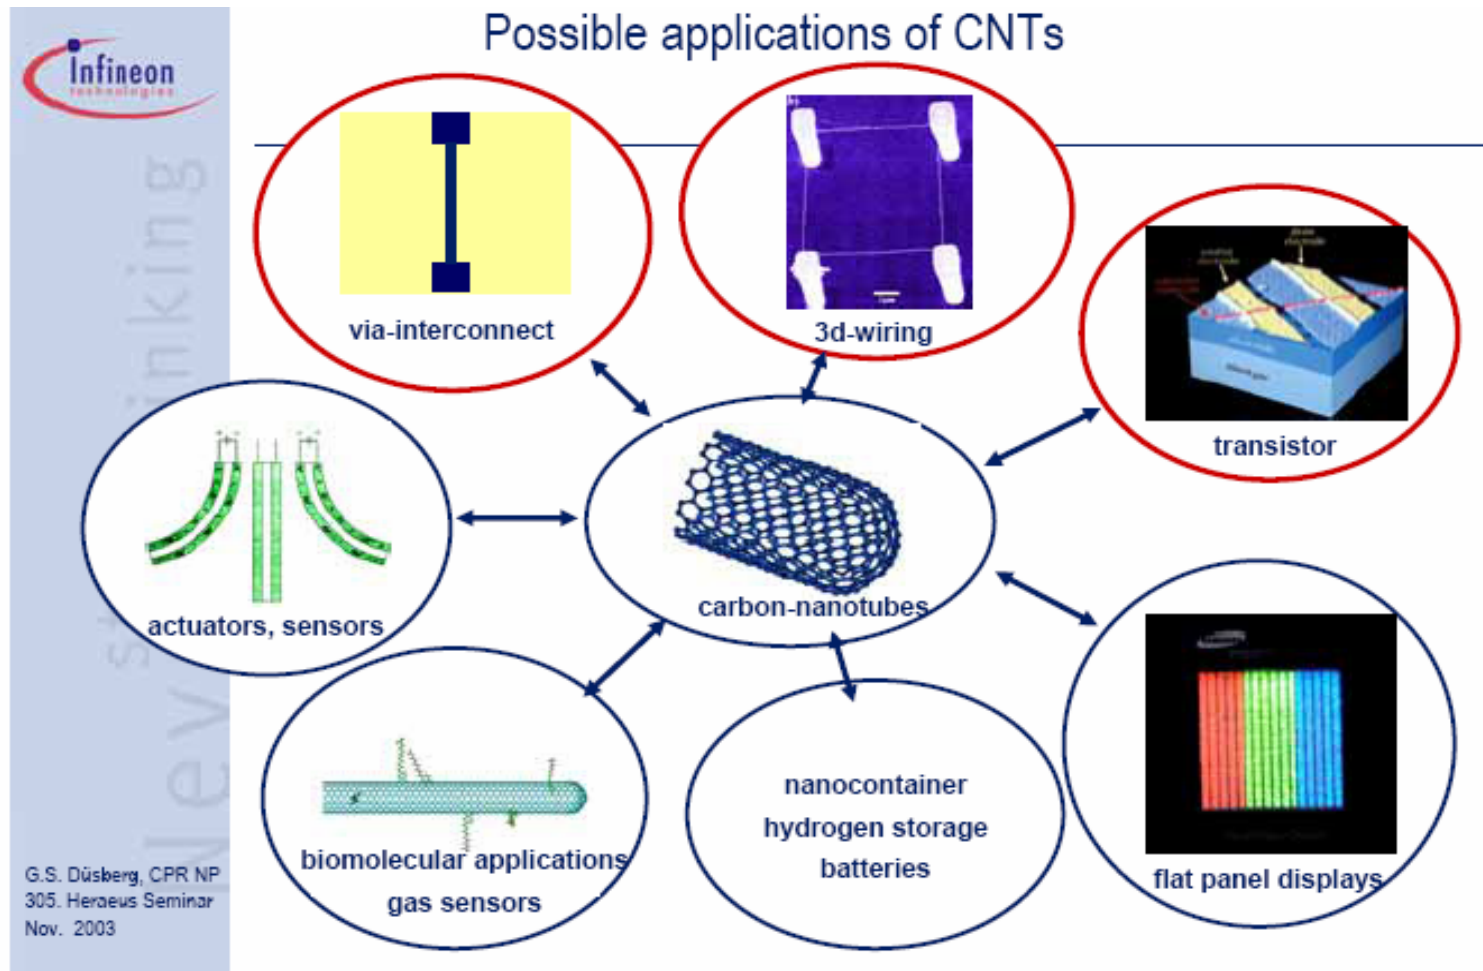 Possible applications of CNTs
Infineon
technologies
via-interconnect
3d-wiring
transistor
actuators, sensors
carbon-nanotubes
biomolecular applications
gas sensors
nanocontainer
hydrogen storage
batteries
flat panel displays
G.S. Düsberg, CPR NP
305. Heraeus Seminar
Nov. 2003